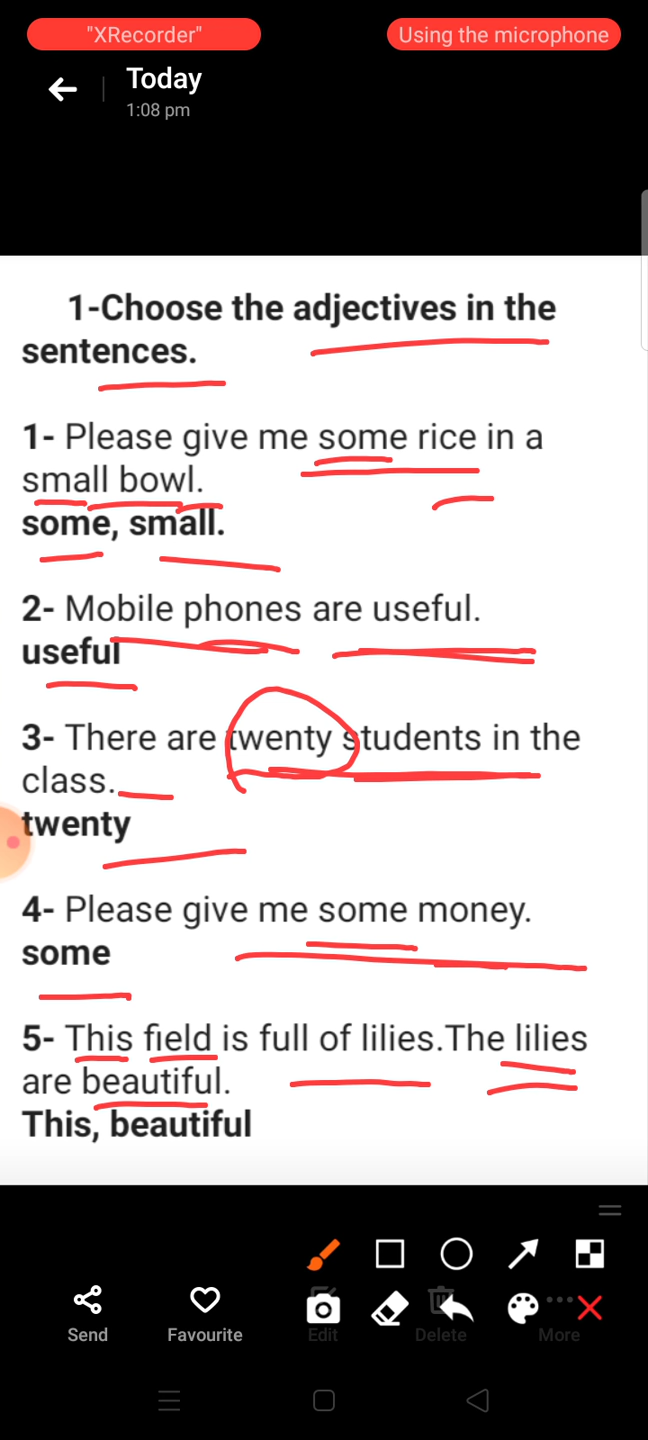 "XRecorder"
Using the microphone
Today
1:08 pm
1-Choose the adjectives in the
sentences.
1- Please give me some rice in a
small bowl.
some, small.
2- Mobile phones are useful.
useful
3- There are twenty students in the
class.
twenty
4- Please give me some money.
some
5- This field is full of lilies.The lilies
are beautiful.
This, beautiful
Send
Favourite
Edit
Delete
More